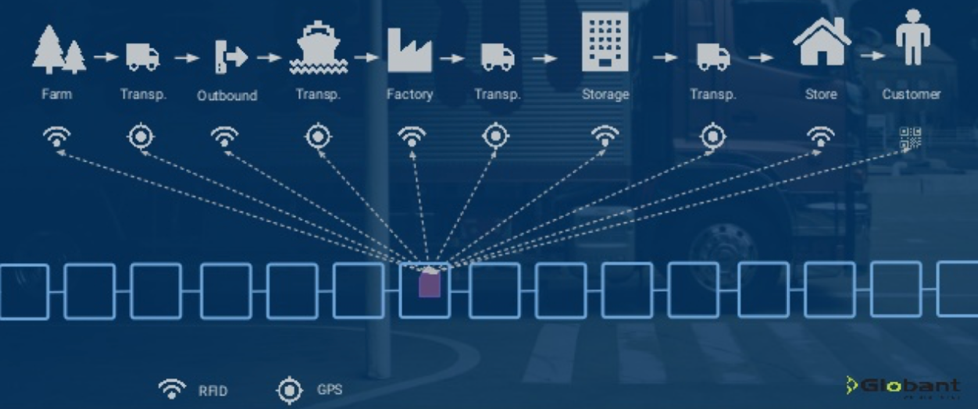 Farm
Transp.
Outbound
Transp.
Factory
Transp.
Storage
Transp.
Store
Customer
RFID
GPS
Globant